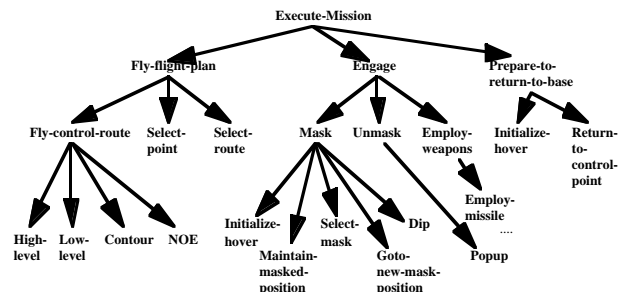 Execute-Mission
Fly-flight-plan
Engage
Prepare-to-
return-to-base
Fly-control-route
Select-
point
Select-
route
Mask
Unmask
Employ-
weapons
Initialize-
hover
Return-
to-
control-
point
High-
level
Low-
level
Contour
NOE
Initialize-
hover
Maintain-
masked-
position
Select-
mask
Goto-
new-mask-
position
Dip
Employ-
missile
....
Popup